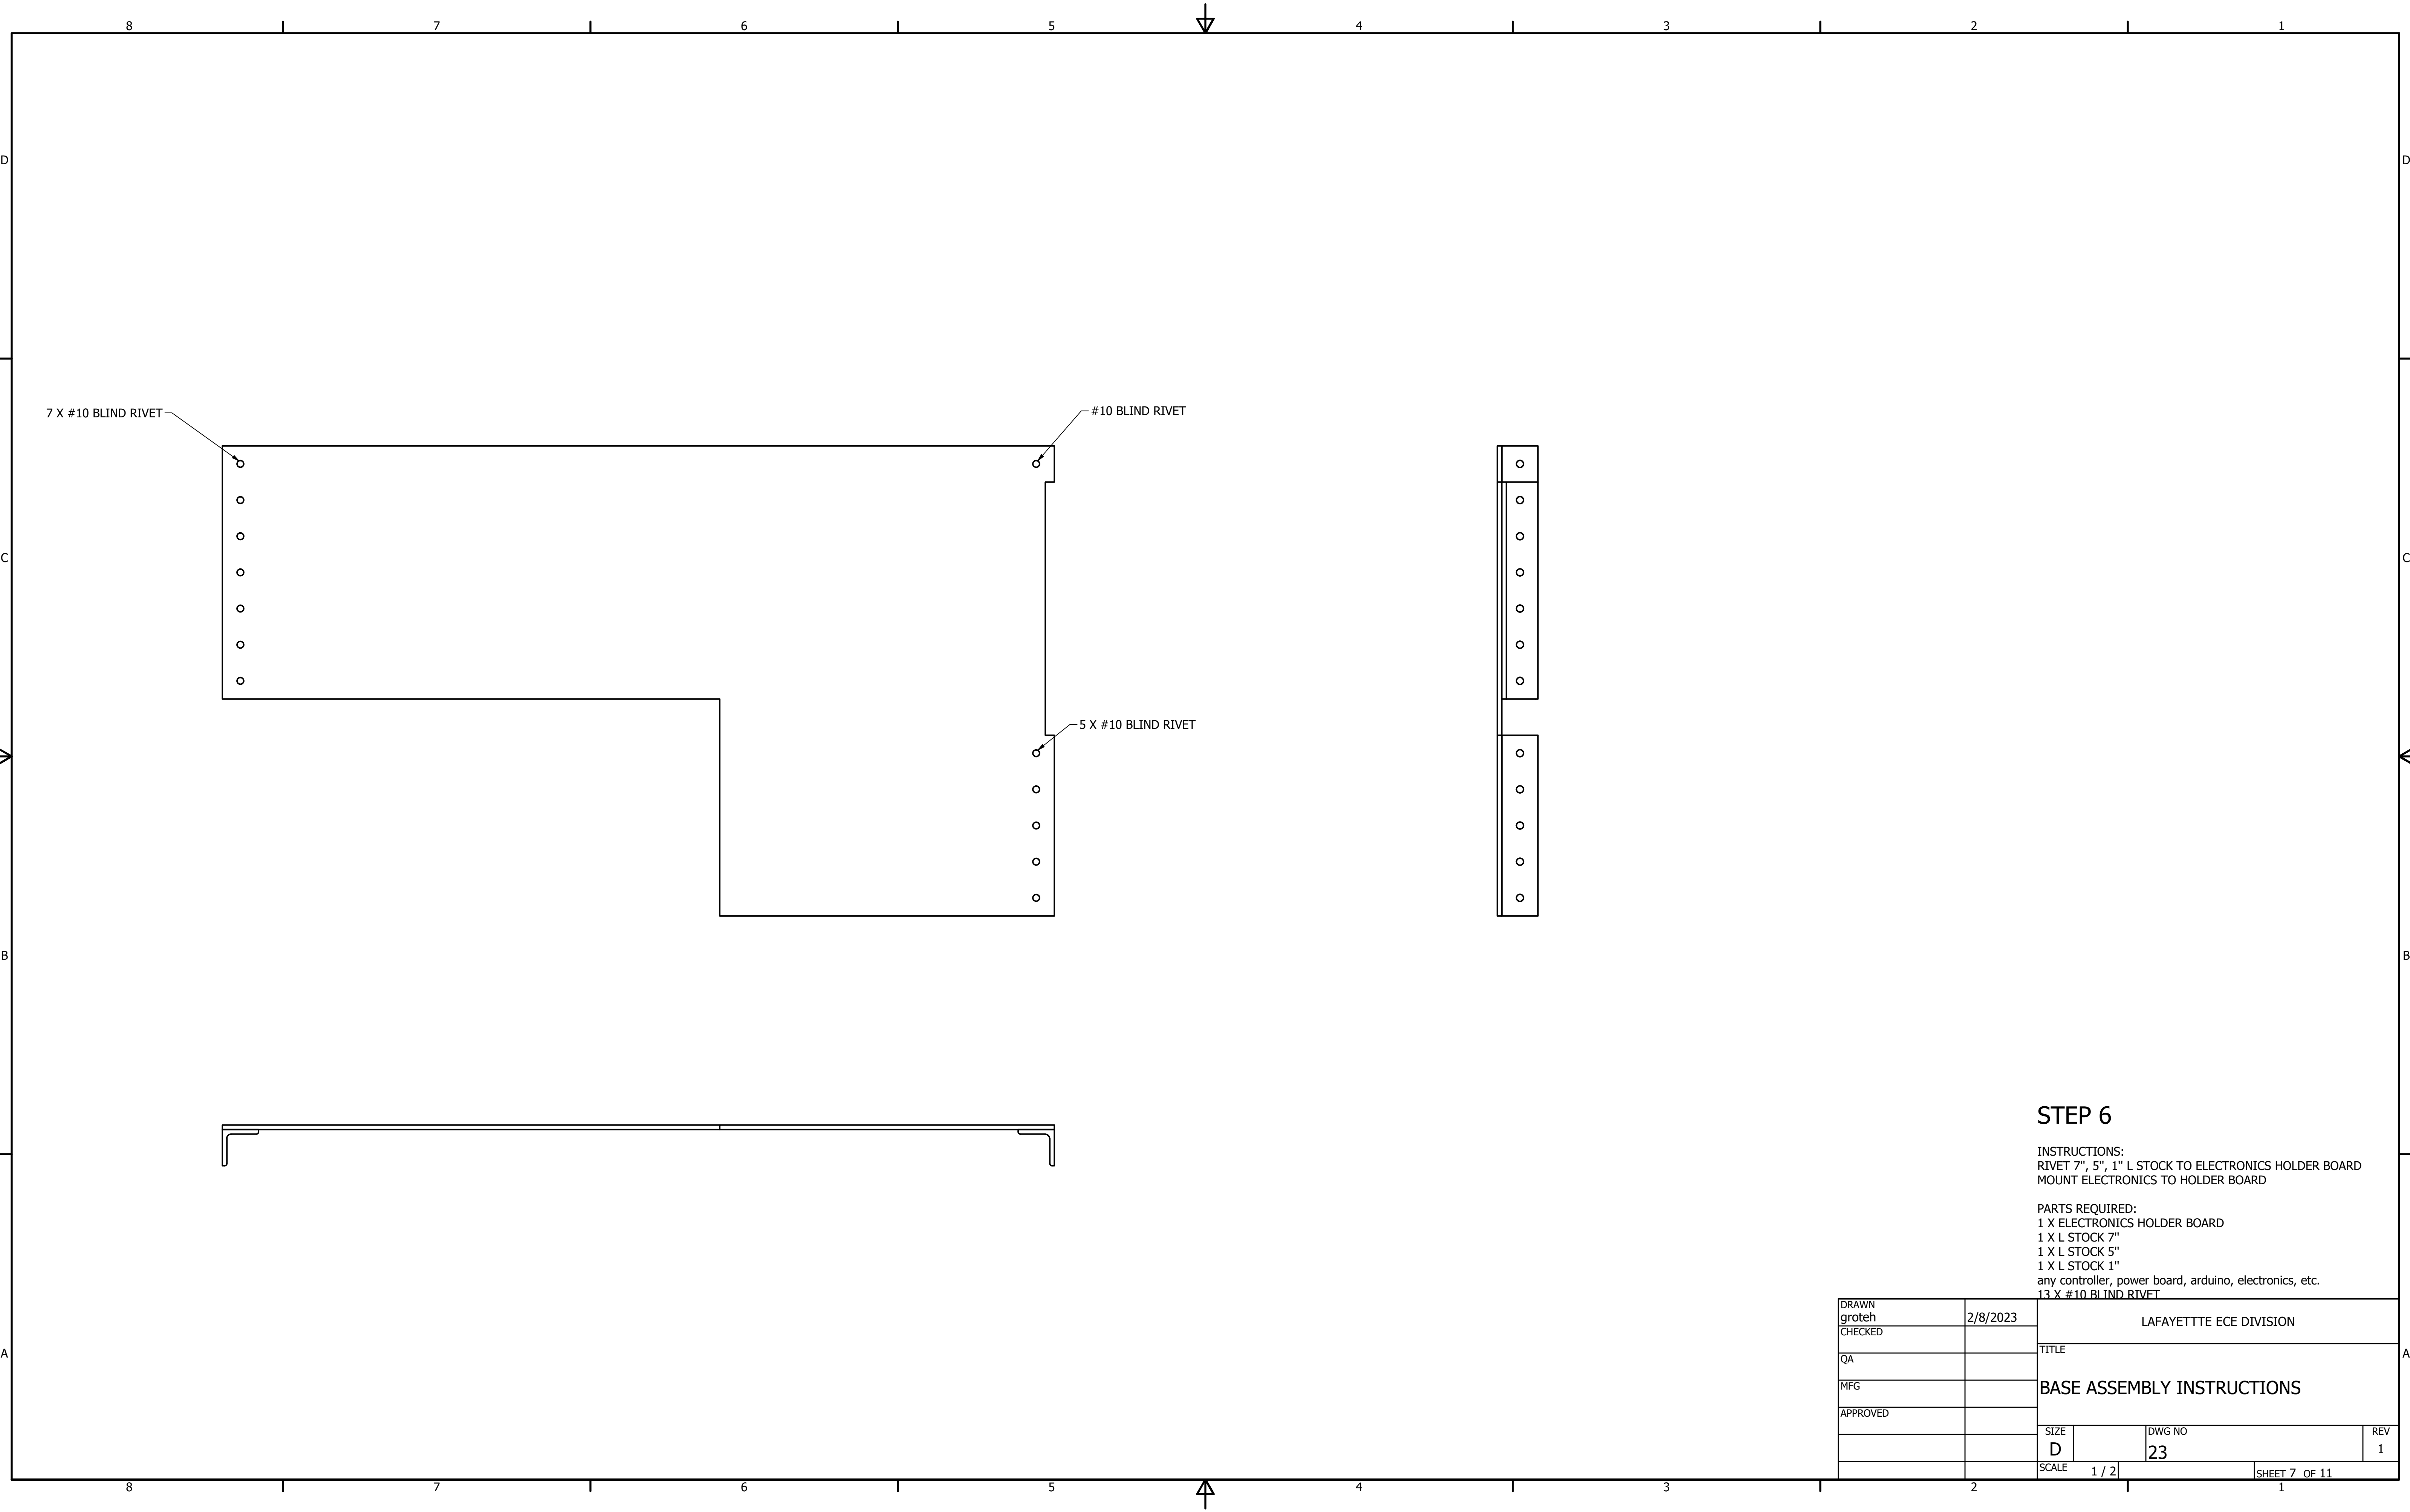 8 7 6 5 4 3 2 1
D D
7 X #10 BLIND RIVET
#10 BLIND RIVET
C C
5 X #10 BLIND RIVET
B B
STEP 6
INSTRUCTIONS:
RIVET 7", 5", 1" L STOCK TO ELECTRONICS HOLDER BOARD
MOUNT ELECTRONICS TO HOLDER BOARD
PARTS REQUIRED:
1 X ELECTRONICS HOLDER BOARD
1 X L STOCK 7"
1 X L STOCK 5"
1 X L STOCK 1"
any controller, power board, arduino, electronics, etc.
13 X #10 BLIND RIVET
A A
DRAWN
groteh 2/8/2023
CHECKED
QA
MFG
APPROVED
LAFAYETTTE ECE DIVISION
TITLE
BASE ASSEMBLY INSTRUCTIONS
SIZE
D
DWG NO
23
REV
1
SCALE 1 / 2
SHEET 7 OF 11
8 7 6 5 4 3 2 1